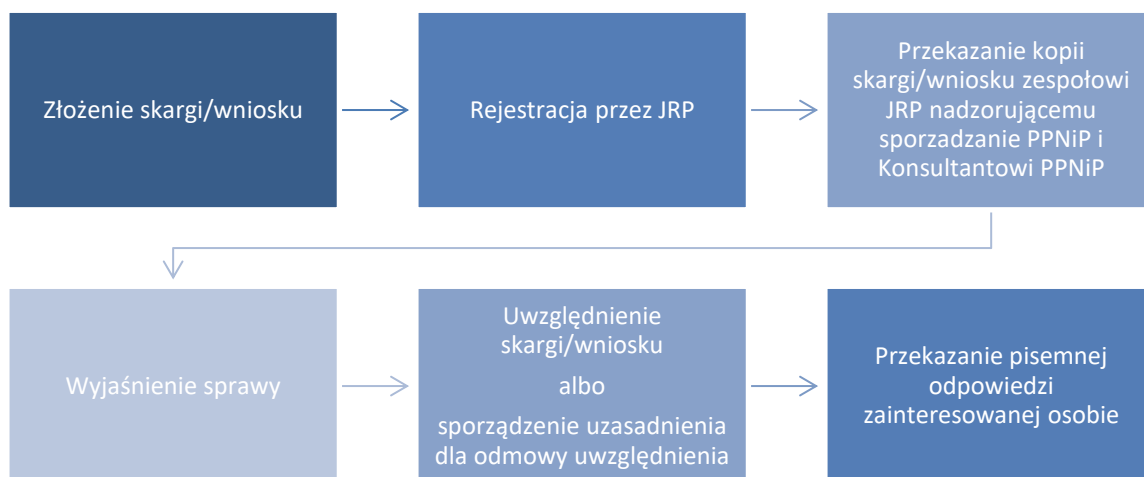 Złożenie skargi/wniosku
Rejestracja przez JRP
Przekazanie kopii
skargi/wniosku zespołowi
JRP nadzorującemu
sporzadzanie PPNiP i
Konsultantowi PPNiP
Wyjaśnienie sprawy
Uwzględnienie
skargi/wniosku
albo
sporządzenie uzasadnienia
dla odmowy uwzględnienia
Przekazanie pisemnej
odpowiedzi
zainteresowanej osobie